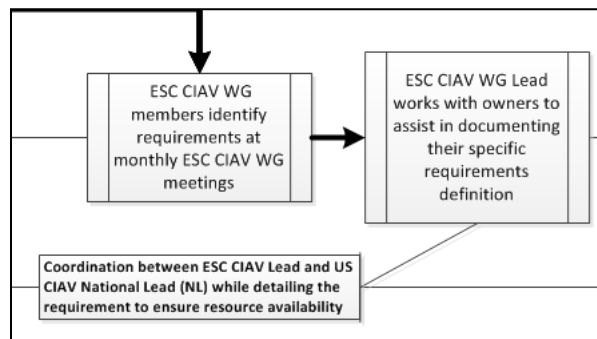 ESC CIAV WG
members identify
requirements at
monthly ESC CIAV WG
meetings
ESC CIAV WG Lead
works with owners to
assist in documenting
their specific
requirements
definition
Coordination between ESC CIAV Lead and US
CIAV National Lead (NL) while detailing the
requirement to ensure resource availability